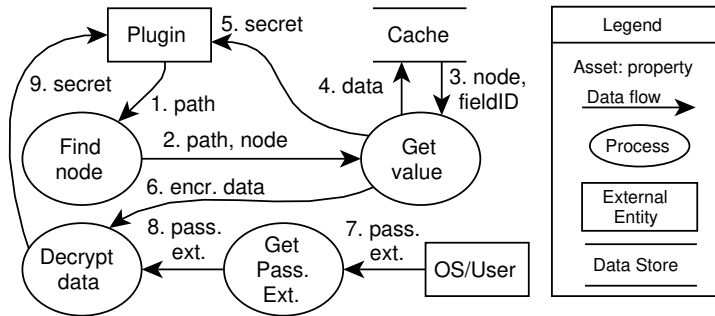 Plugin
5. secret
Cache
9. secret
4. data
3. node,
fieldID
1. path
Find
node
2. path, node
Get
value
6. encr. data
8. pass.
ext.
7. pass.
ext.
Decrypt
data
Get
Pass.
Ext.
OS/User
Legend
Asset: property
Data flow
Process
External
Entity
Data Store